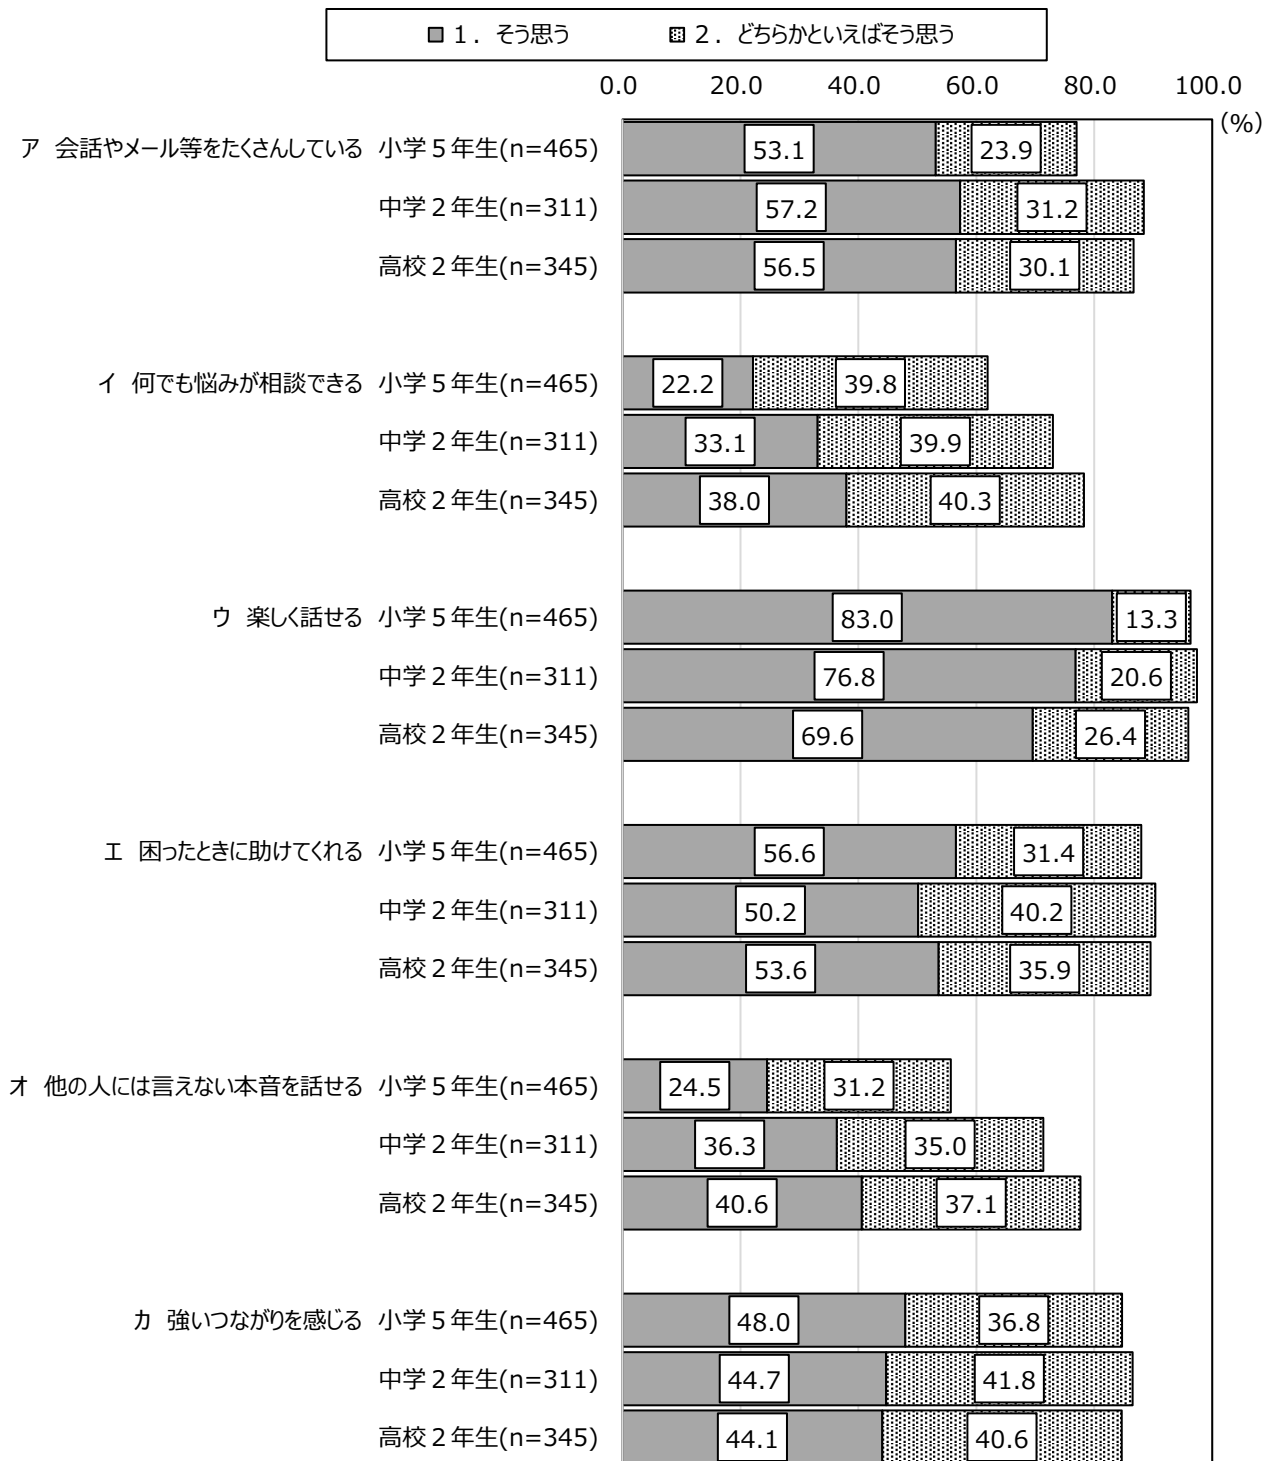 1．そう思う 2．どちらかといえばそう思う
0.0 20.0 40.0 60.0 80.0 100.0
(%)
ア 会話やメール等をたくさんしている 小学５年生(n=465) 53.1 23.9
中学２年生(n=311) 57.2 31.2
高校２年生(n=345) 56.5 30.1
イ 何でも悩みが相談できる 小学５年生(n=465) 22.2 39.8
中学２年生(n=311) 33.1 39.9
高校２年生(n=345) 38.0 40.3
ウ 楽しく話せる 小学５年生(n=465) 83.0 13.3
中学２年生(n=311) 76.8 20.6
高校２年生(n=345) 69.6 26.4
エ 困ったときに助けてくれる 小学５年生(n=465) 56.6 31.4
中学２年生(n=311) 50.2 40.2
高校２年生(n=345) 53.6 35.9
オ 他の人には言えない本音を話せる 小学５年生(n=465) 24.5 31.2
中学２年生(n=311) 36.3 35.0
高校２年生(n=345) 40.6 37.1
カ 強いつながりを感じる 小学５年生(n=465) 48.0 36.8
中学２年生(n=311) 44.7 41.8
高校２年生(n=345) 44.1 40.6